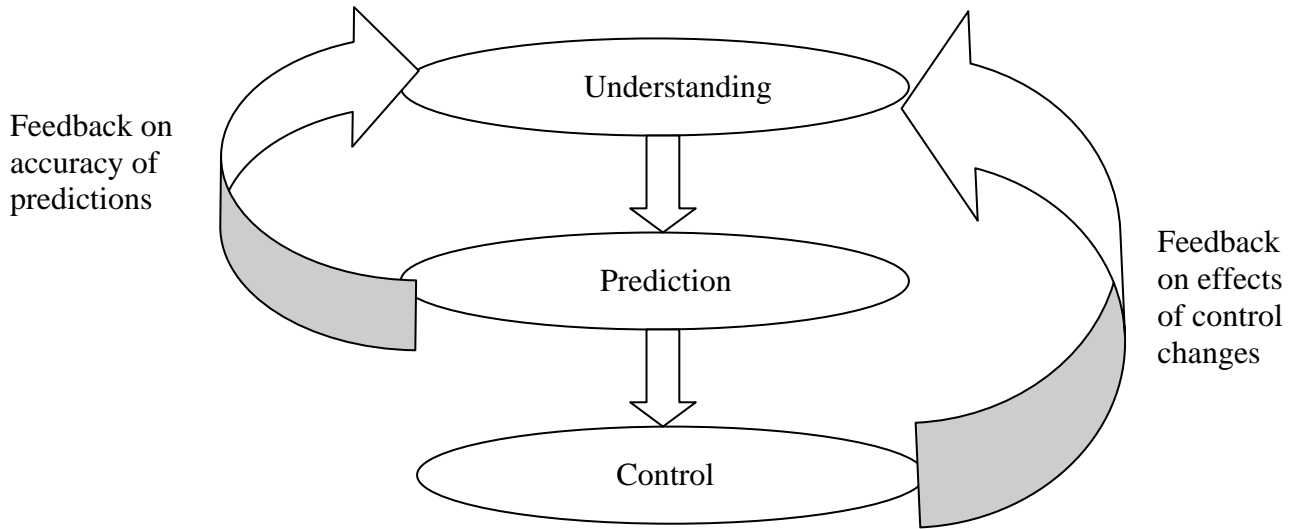 Understanding
Feedback on
accuracy of
predictions
Prediction
Feedback
on effects
of control
changes
Control